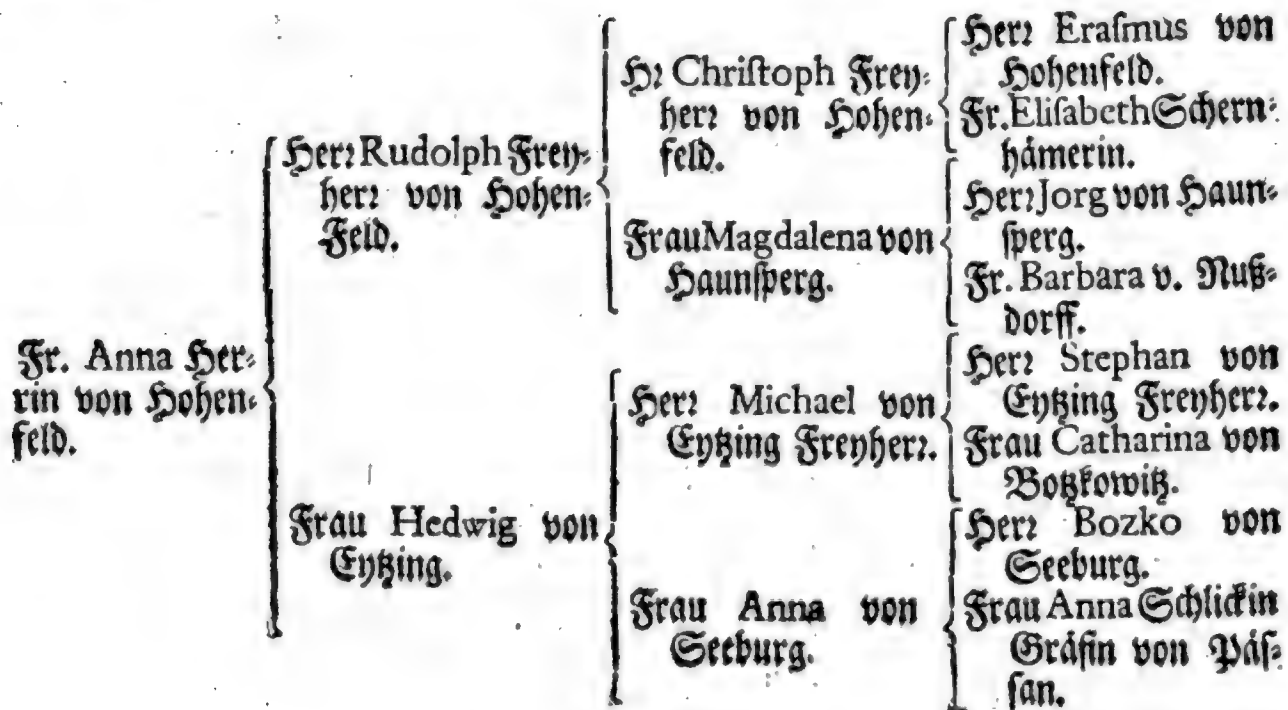 Fr. Anna Her-
rin von Hohen-
feld.
Herr Rudolph Frey-
herr von Hohen-
Feld.
Frau Hedwig von
Eytzing.
Hr Chriſtoph Frey-
herr von Hohen-
feld.
Frau Magdalena von
Haunſperg.
Herr Michael von
Eytzing Freyherr.
Frau Anna von
Seeburg.
Herr Eraſmus von
Hohenfeld.
Fr. Eliſabeth Schern-
hämerin.
Herr Jorg von Haun-
ſperg.
Fr. Barbara v. Nuß-
dorff.
Herr Stephan von
Eytzing Freyherr.
Frau Catharina von
Botzkowitz.
Herr Bozko von
Seeburg.
Frau Anna Schlickin
Gräfin von Päſ-
ſan.